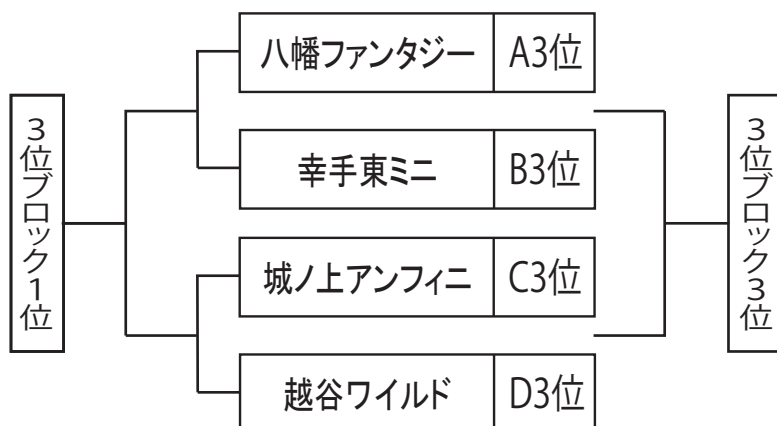 3位ブロック1位
八幡ファンタジー A3位
幸手東ミニ B3位
城ノ上アンフィニ C3位
越谷ワイルド D3位
3位ブロック3位